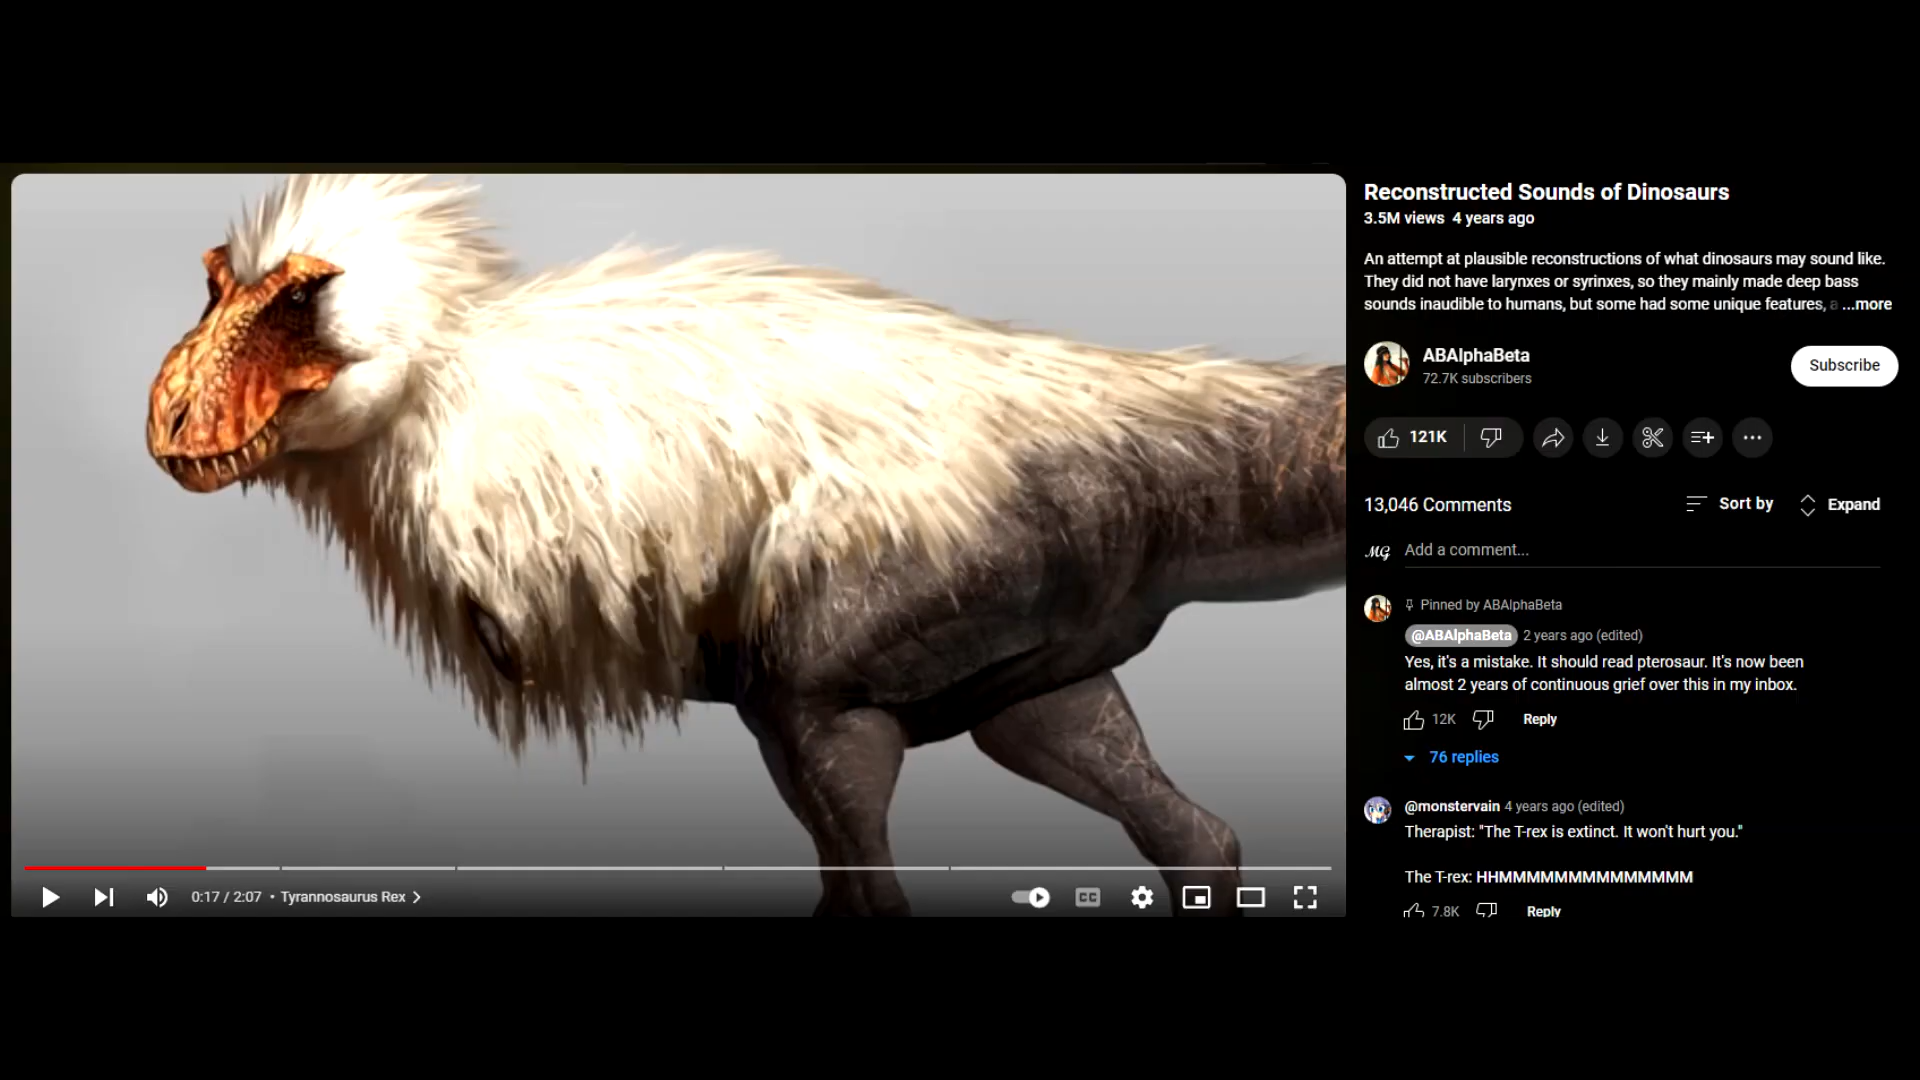 Reconstructed Sounds of Dinosaurs
3.5M views 4 years ago
An attempt at plausible reconstructions of what dinosaurs may sound like.
They did not have larynxes or syrinxes, so they mainly made deep bass
sounds inaudible to humans, but some had some unique features, a ...more
ABAlphaBeta
72.7K subscribers
Subscribe
121K
13,046 Comments
Sort by
Expand
MG
Add a comment...
Pinned by ABAlphaBeta
@ABAlphaBeta 2 years ago (edited)
Yes, it's a mistake. It should read pterosaur. It's now been
almost 2 years of continuous grief over this in my inbox.
12K
Reply
76 replies
@monstervain 4 years ago (edited)
Therapist: "The T-rex is extinct. It won't hurt you."
The T-rex: HHMMMMMMMMMMMMMM
7.8K
Reply
0:17 / 2:07 • Tyrannosaurus Rex
CC